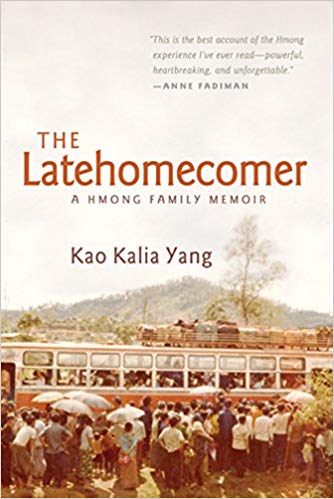 "This is the best account of the Hmong
experience I've ever read—powerful,
heartbreaking, and unforgettable."
—ANNE FADIMAN
THE
Latehomecomer
A HMONG FAMILY MEMOIR
Kao Kalia Yang